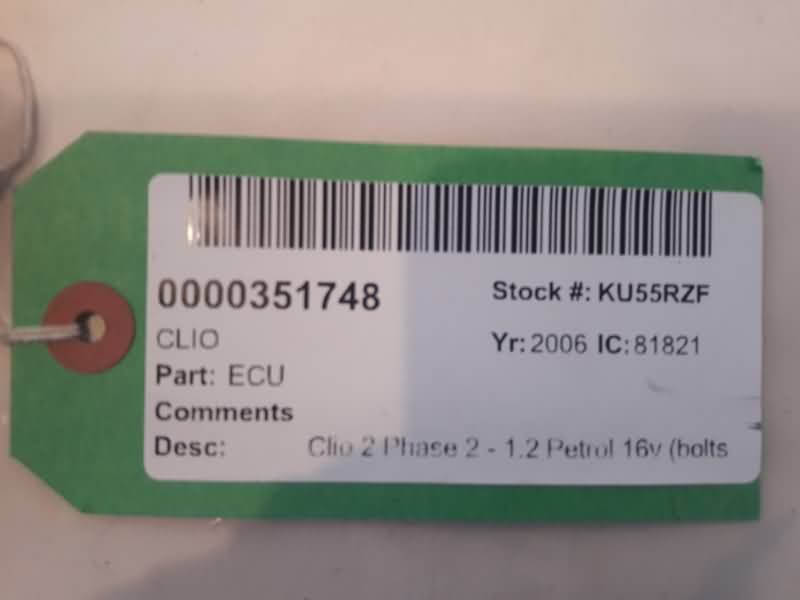 0000351748 Stock #: KU55RZF
CLIO Yr: 2006 IC: 81821
Part: ECU
Comments
Desc: Clio 2 Phase 2 - 1.2 Petrol 16v (bolts